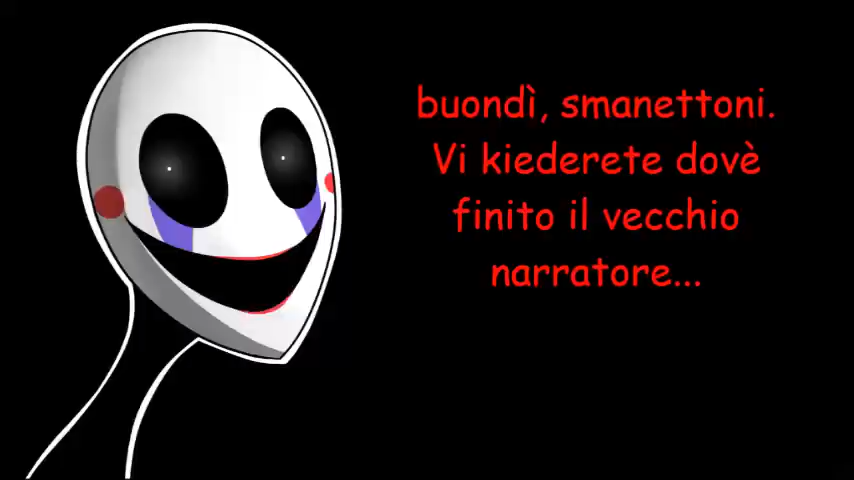 buondì, smanettoni.
Vi kiederete dovè
finito il vecchio
narratore...